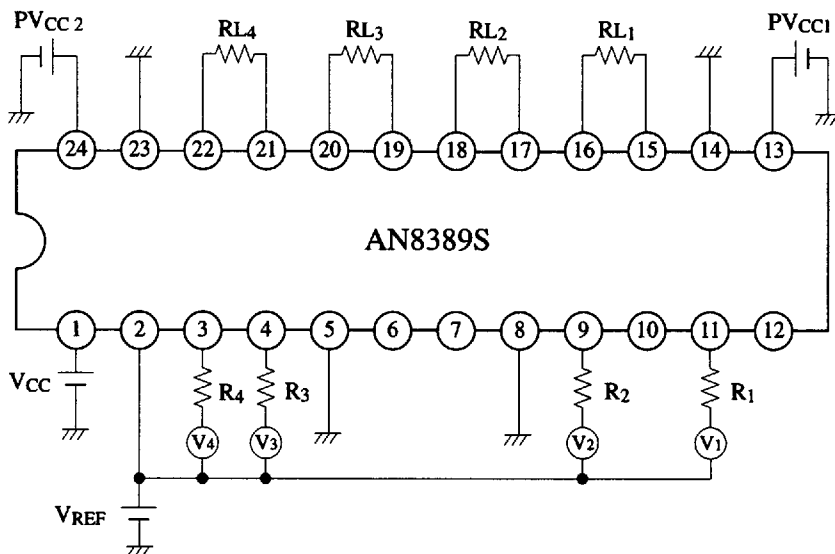 PVCC 2 RL4 RL3 RL2 RL1 PVCC1
24 23 22 21 20 19 18 17 16 15 14 13
AN8389S
1 2 3 4 5 6 7 8 9 10 11 12
VCC R4 R3 R2 R1
V4 V3 V2 V1
VREF